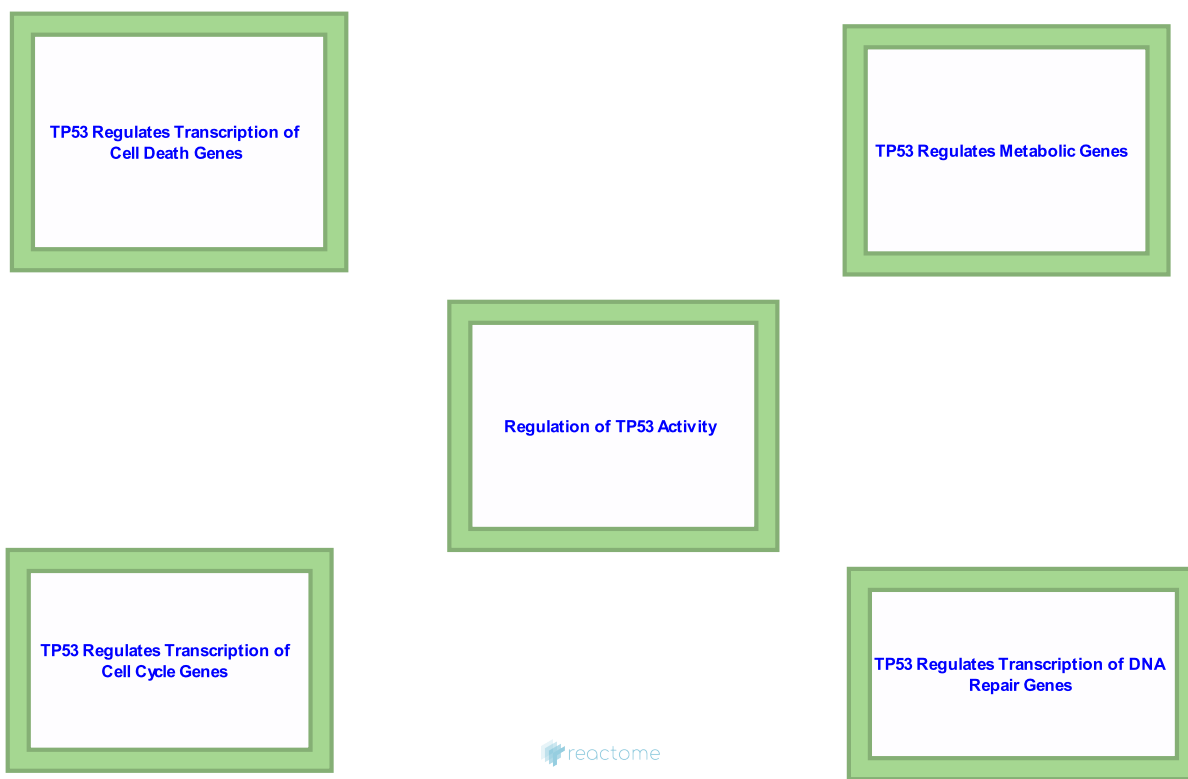 TP53 Regulates Transcription of
Cell Death Genes
TP53 Regulates Metabolic Genes
Regulation of TP53 Activity
TP53 Regulates Transcription of
Cell Cycle Genes
TP53 Regulates Transcription of DNA
Repair Genes
reactome